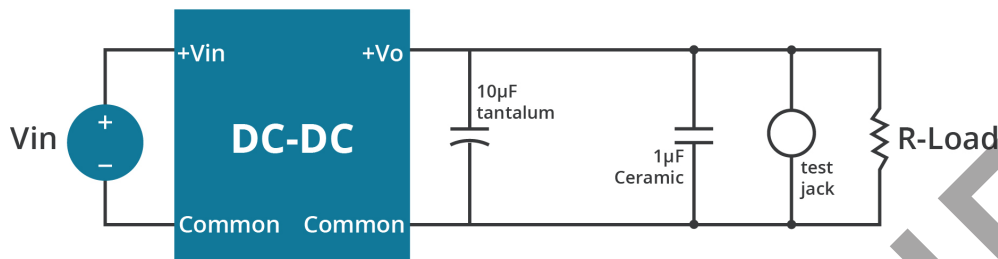 +Vin
+Vo
10µF
tantalum
Vin
+
−
DC-DC
R-Load
1µF
Ceramic
test
jack
Common
Common